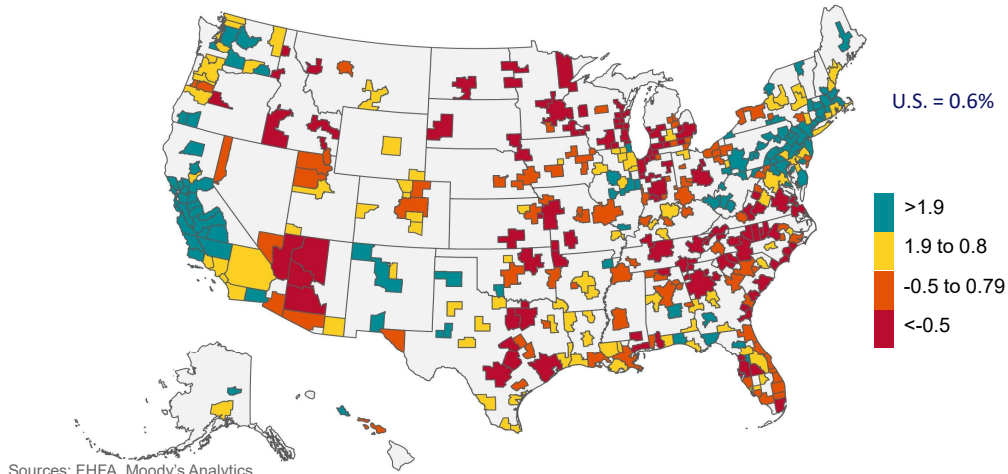 U.S. = 0.6%
>1.9
1.9 to 0.8
-0.5 to 0.79
<-0.5
Sources: FHFA, Moody's Analytics